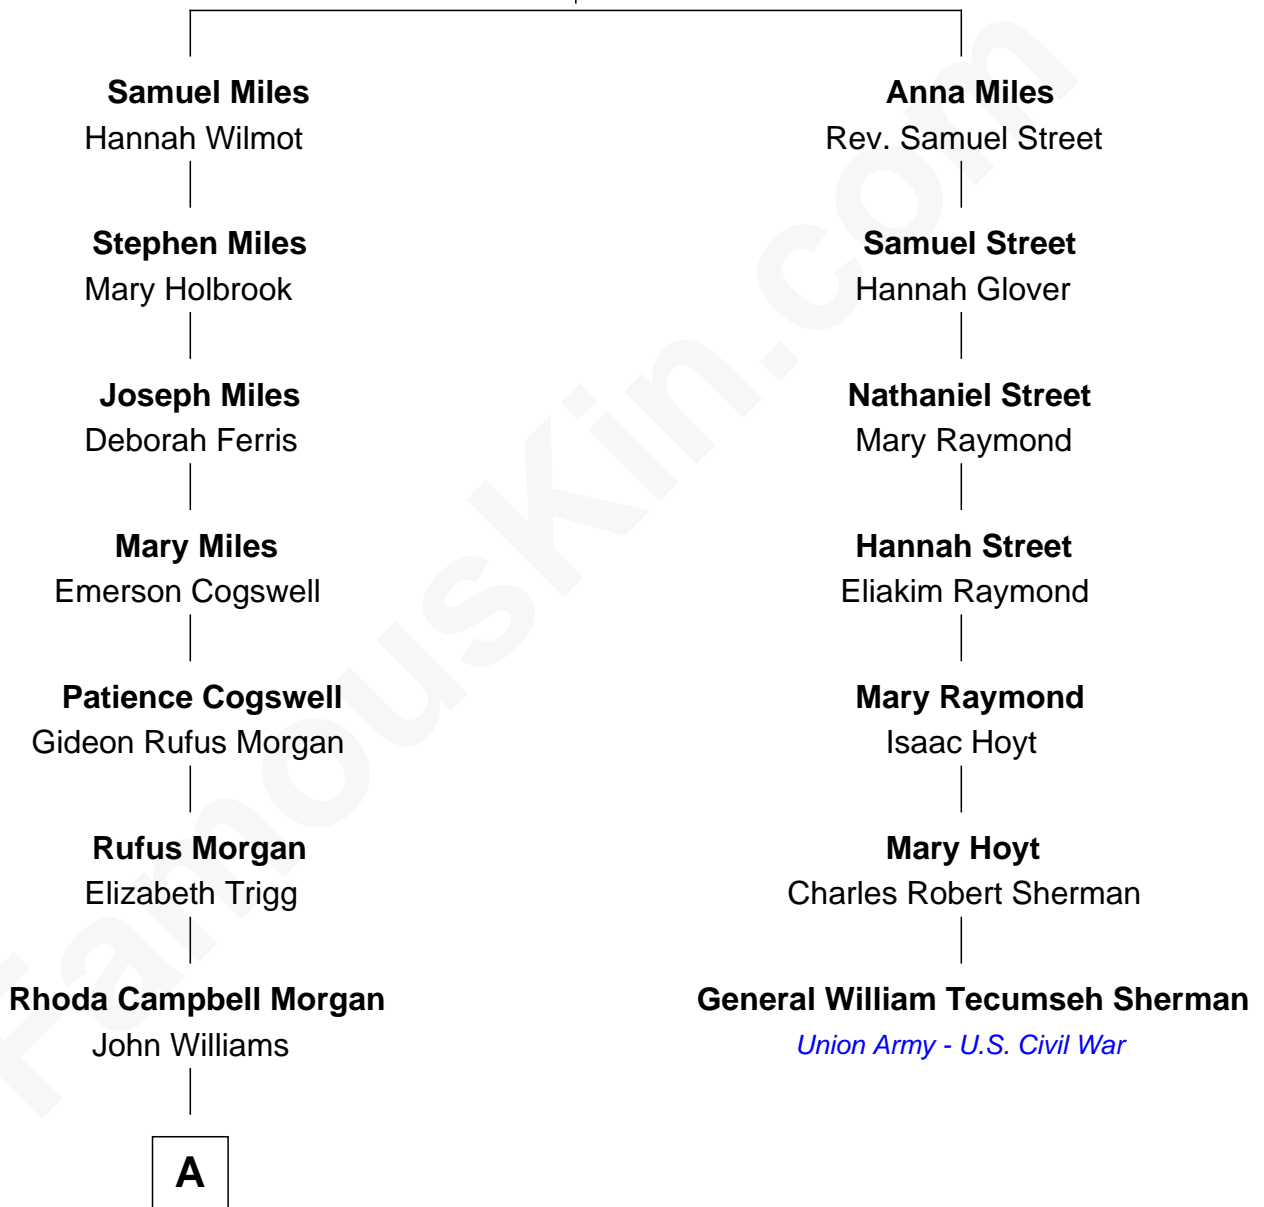 Samuel Miles
Hannah Wilmot
Stephen Miles
Mary Holbrook
Joseph Miles
Deborah Ferris
Mary Miles
Emerson Cogswell
Patience Cogswell
Gideon Rufus Morgan
Rufus Morgan
Elizabeth Trigg
Rhoda Campbell Morgan
John Williams
A
Anna Miles
Rev. Samuel Street
Samuel Street
Hannah Glover
Nathaniel Street
Mary Raymond
Hannah Street
Eliakim Raymond
Mary Raymond
Isaac Hoyt
Mary Hoyt
Charles Robert Sherman
General William Tecumseh Sherman
Union Army - U.S. Civil War
FamousKin.com